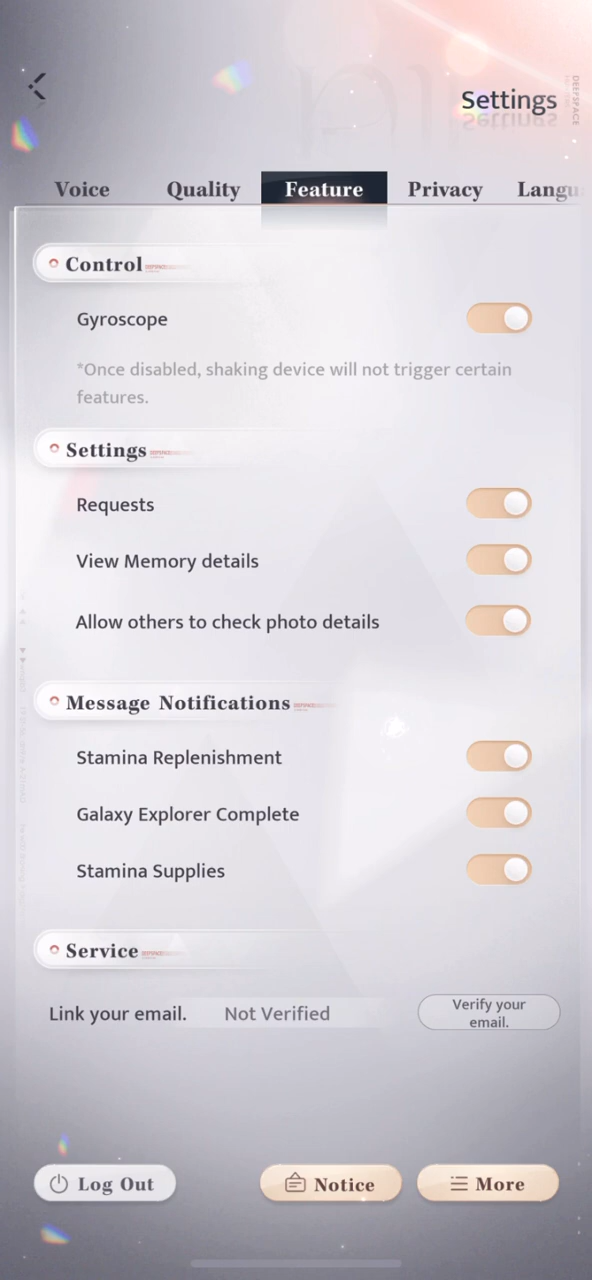 Settings
DEEPSPACE
Voice
Quality
Feature
Privacy
Langu
Control
Gyroscope
*Once disabled, shaking device will not trigger certain
features.
Settings
Requests
View Memory details
Allow others to check photo details
Message Notifications
Stamina Replenishment
Galaxy Explorer Complete
Stamina Supplies
Service
Link your email.
Not Verified
Verify your
email.
Log Out
Notice
More